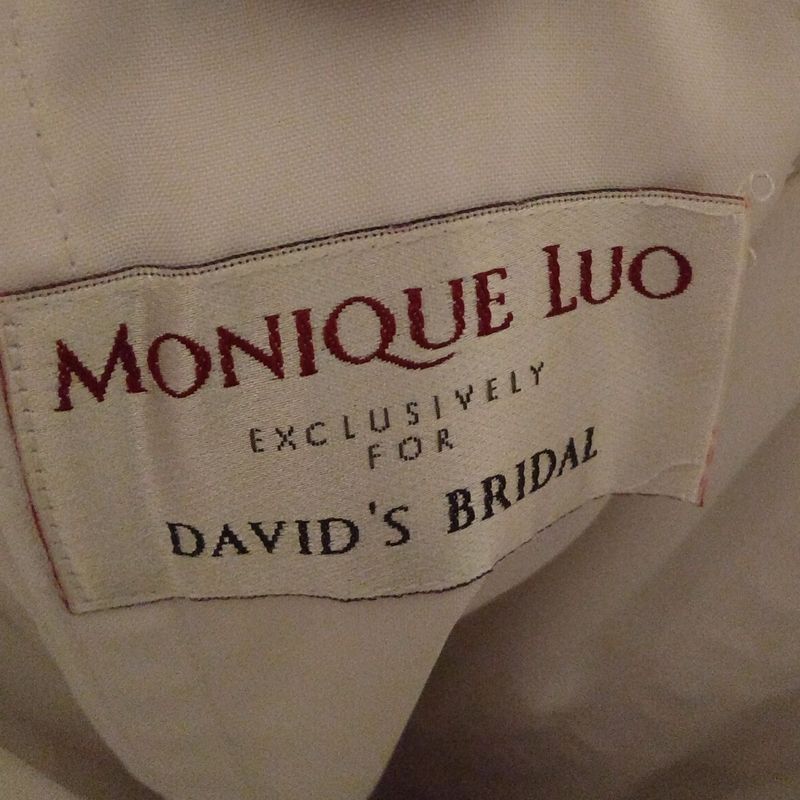 MONIQUE LUO
EXCLUSIVELY
FOR
DAVID'S BRIDAL